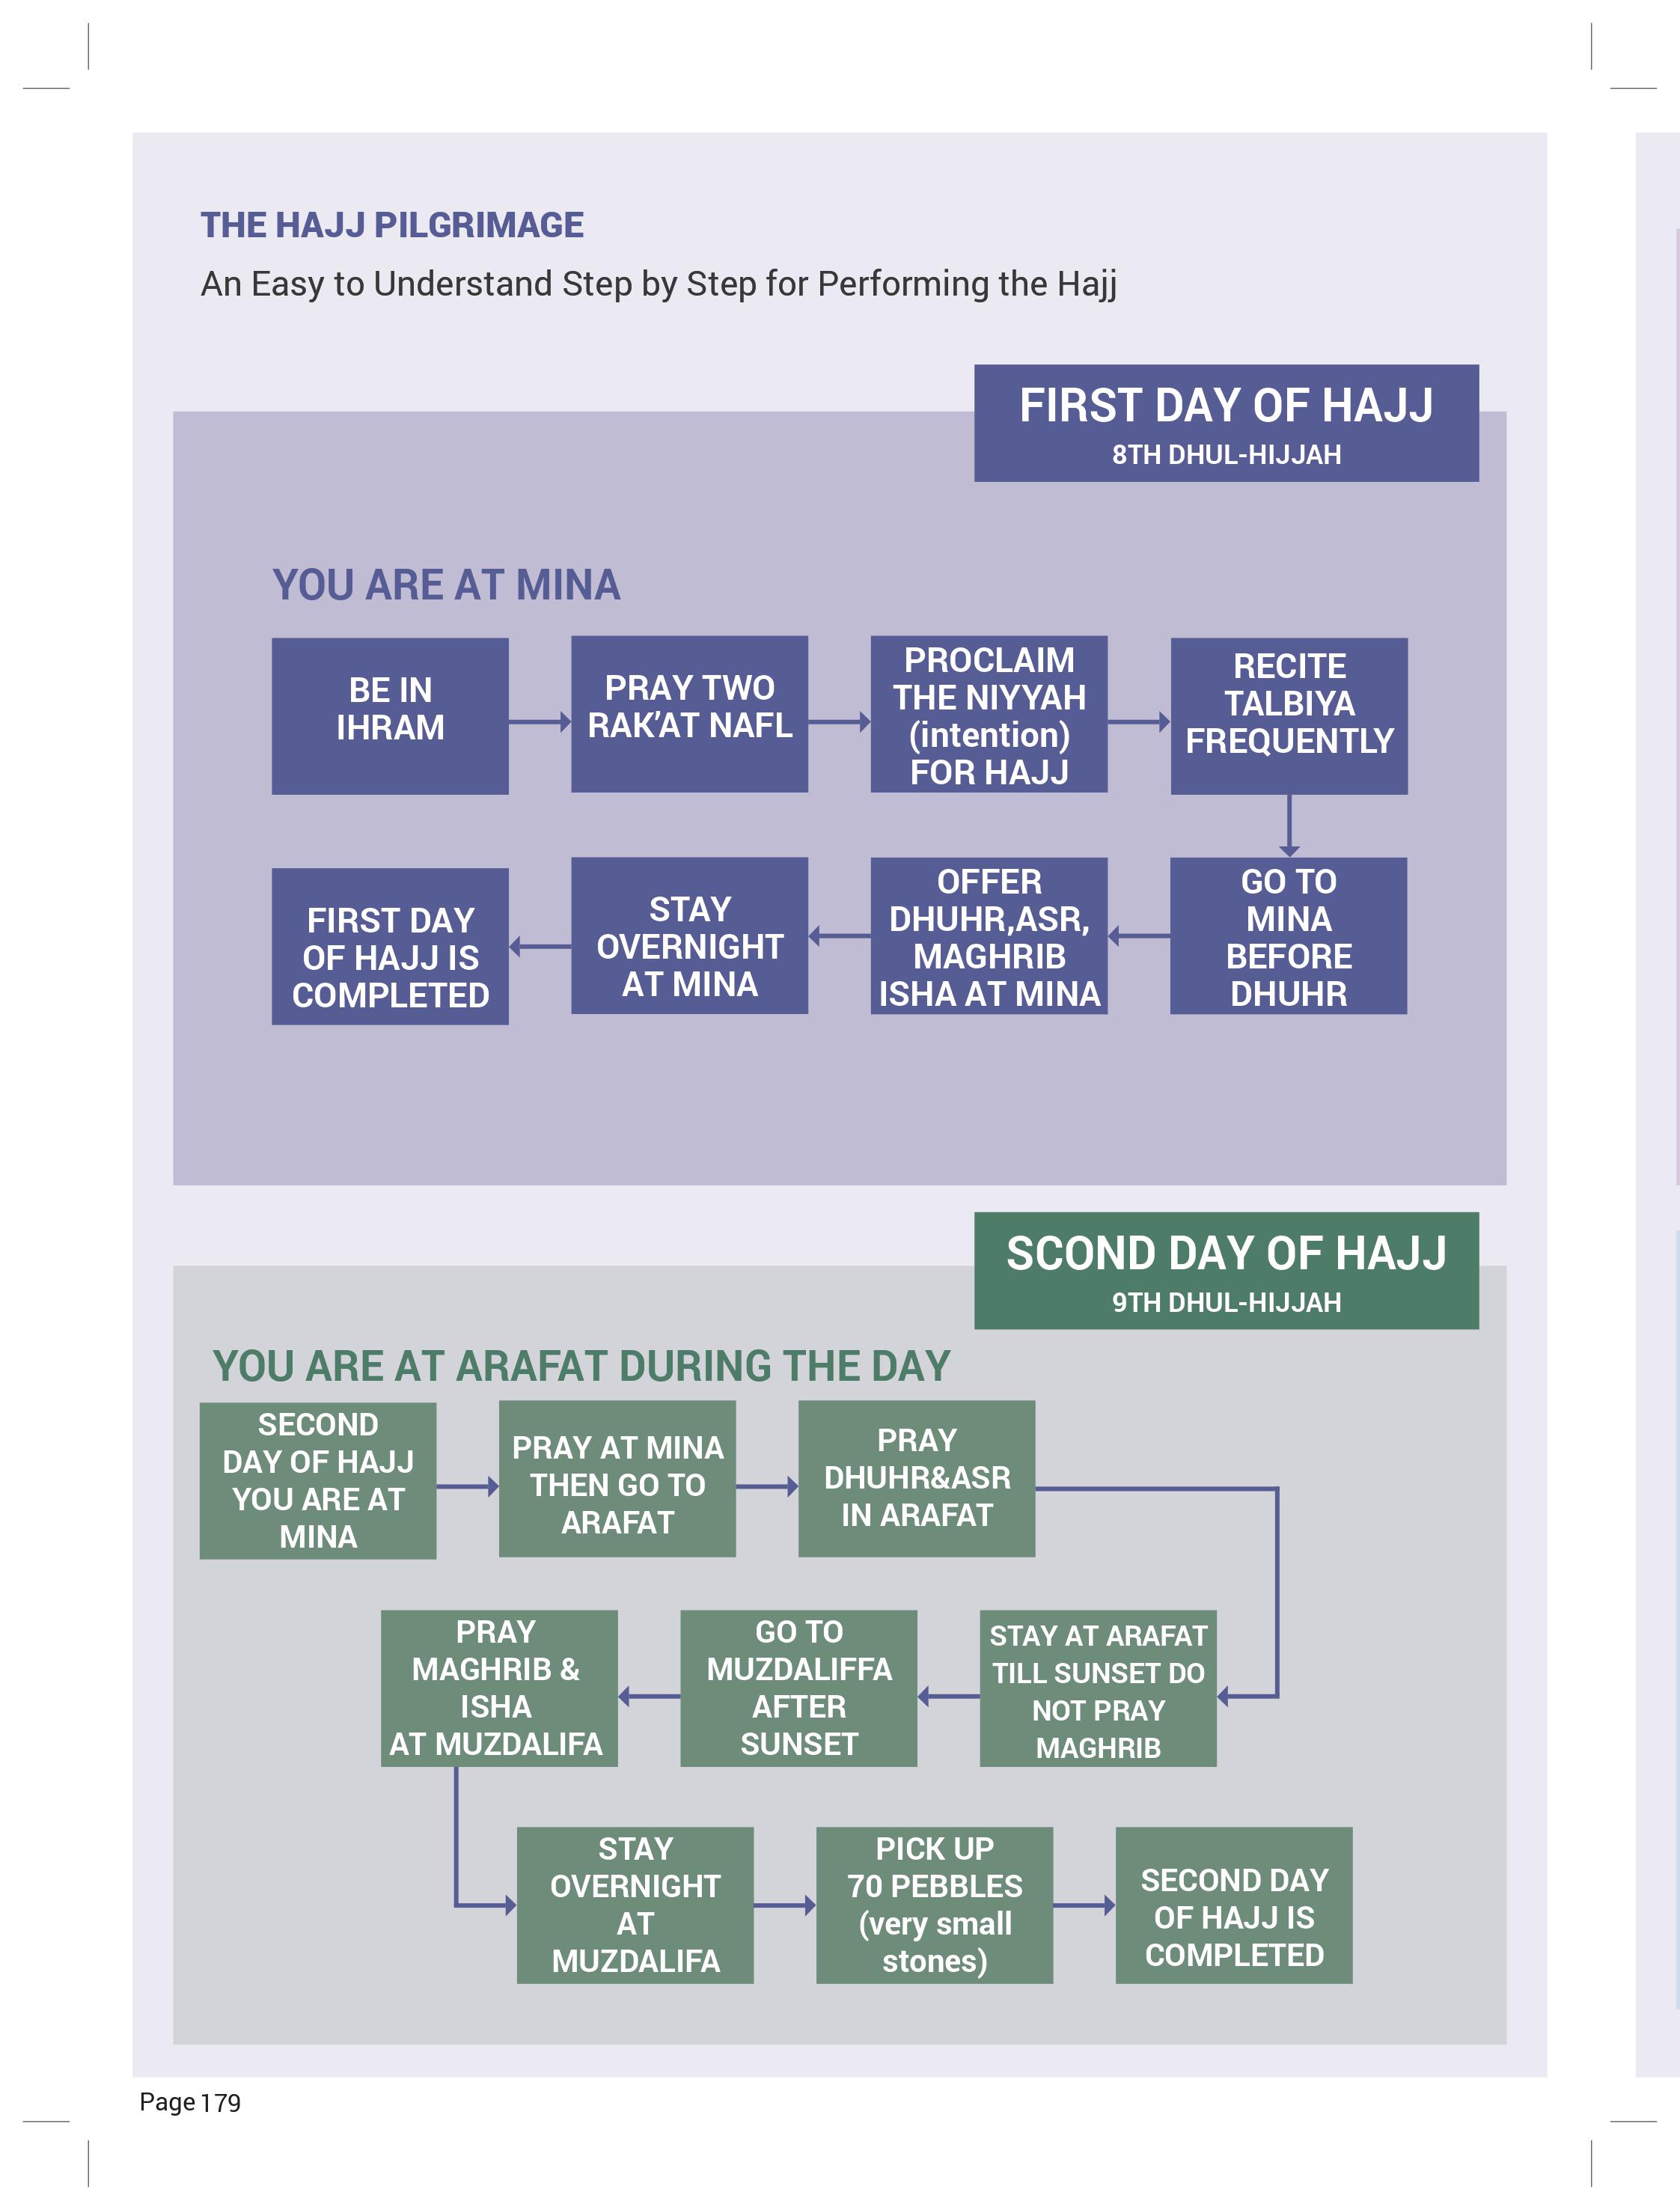 THE HAJJ PILGRIMAGE
An Easy to Understand Step by Step for Performing the Hajj
FIRST DAY OF HAJJ
8TH DHUL-HIJJAH
YOU ARE AT MINA
BE IN
IHRAM
PRAY TWO
RAK’AT NAFL
PROCLAIM
THE NIYYAH
(intention)
FOR HAJJ
RECITE
TALBIYA
FREQUENTLY
GO TO
MINA
BEFORE
DHUHR
OFFER
DHUHR,ASR,
MAGHRIB
ISHA AT MINA
STAY
OVERNIGHT
AT MINA
FIRST DAY
OF HAJJ IS
COMPLETED
SCOND DAY OF HAJJ
9TH DHUL-HIJJAH
YOU ARE AT ARAFAT DURING THE DAY
SECOND
DAY OF HAJJ
YOU ARE AT
MINA
PRAY AT MINA
THEN GO TO
ARAFAT
PRAY
DHUHR&ASR
IN ARAFAT
STAY AT ARAFAT
TILL SUNSET DO
NOT PRAY
MAGHRIB
GO TO
MUZDALIFFA
AFTER
SUNSET
PRAY
MAGHRIB &
ISHA
AT MUZDALIFA
STAY
OVERNIGHT
AT
MUZDALIFA
PICK UP
70 PEBBLES
(very small
stones)
SECOND DAY
OF HAJJ IS
COMPLETED
Page 179